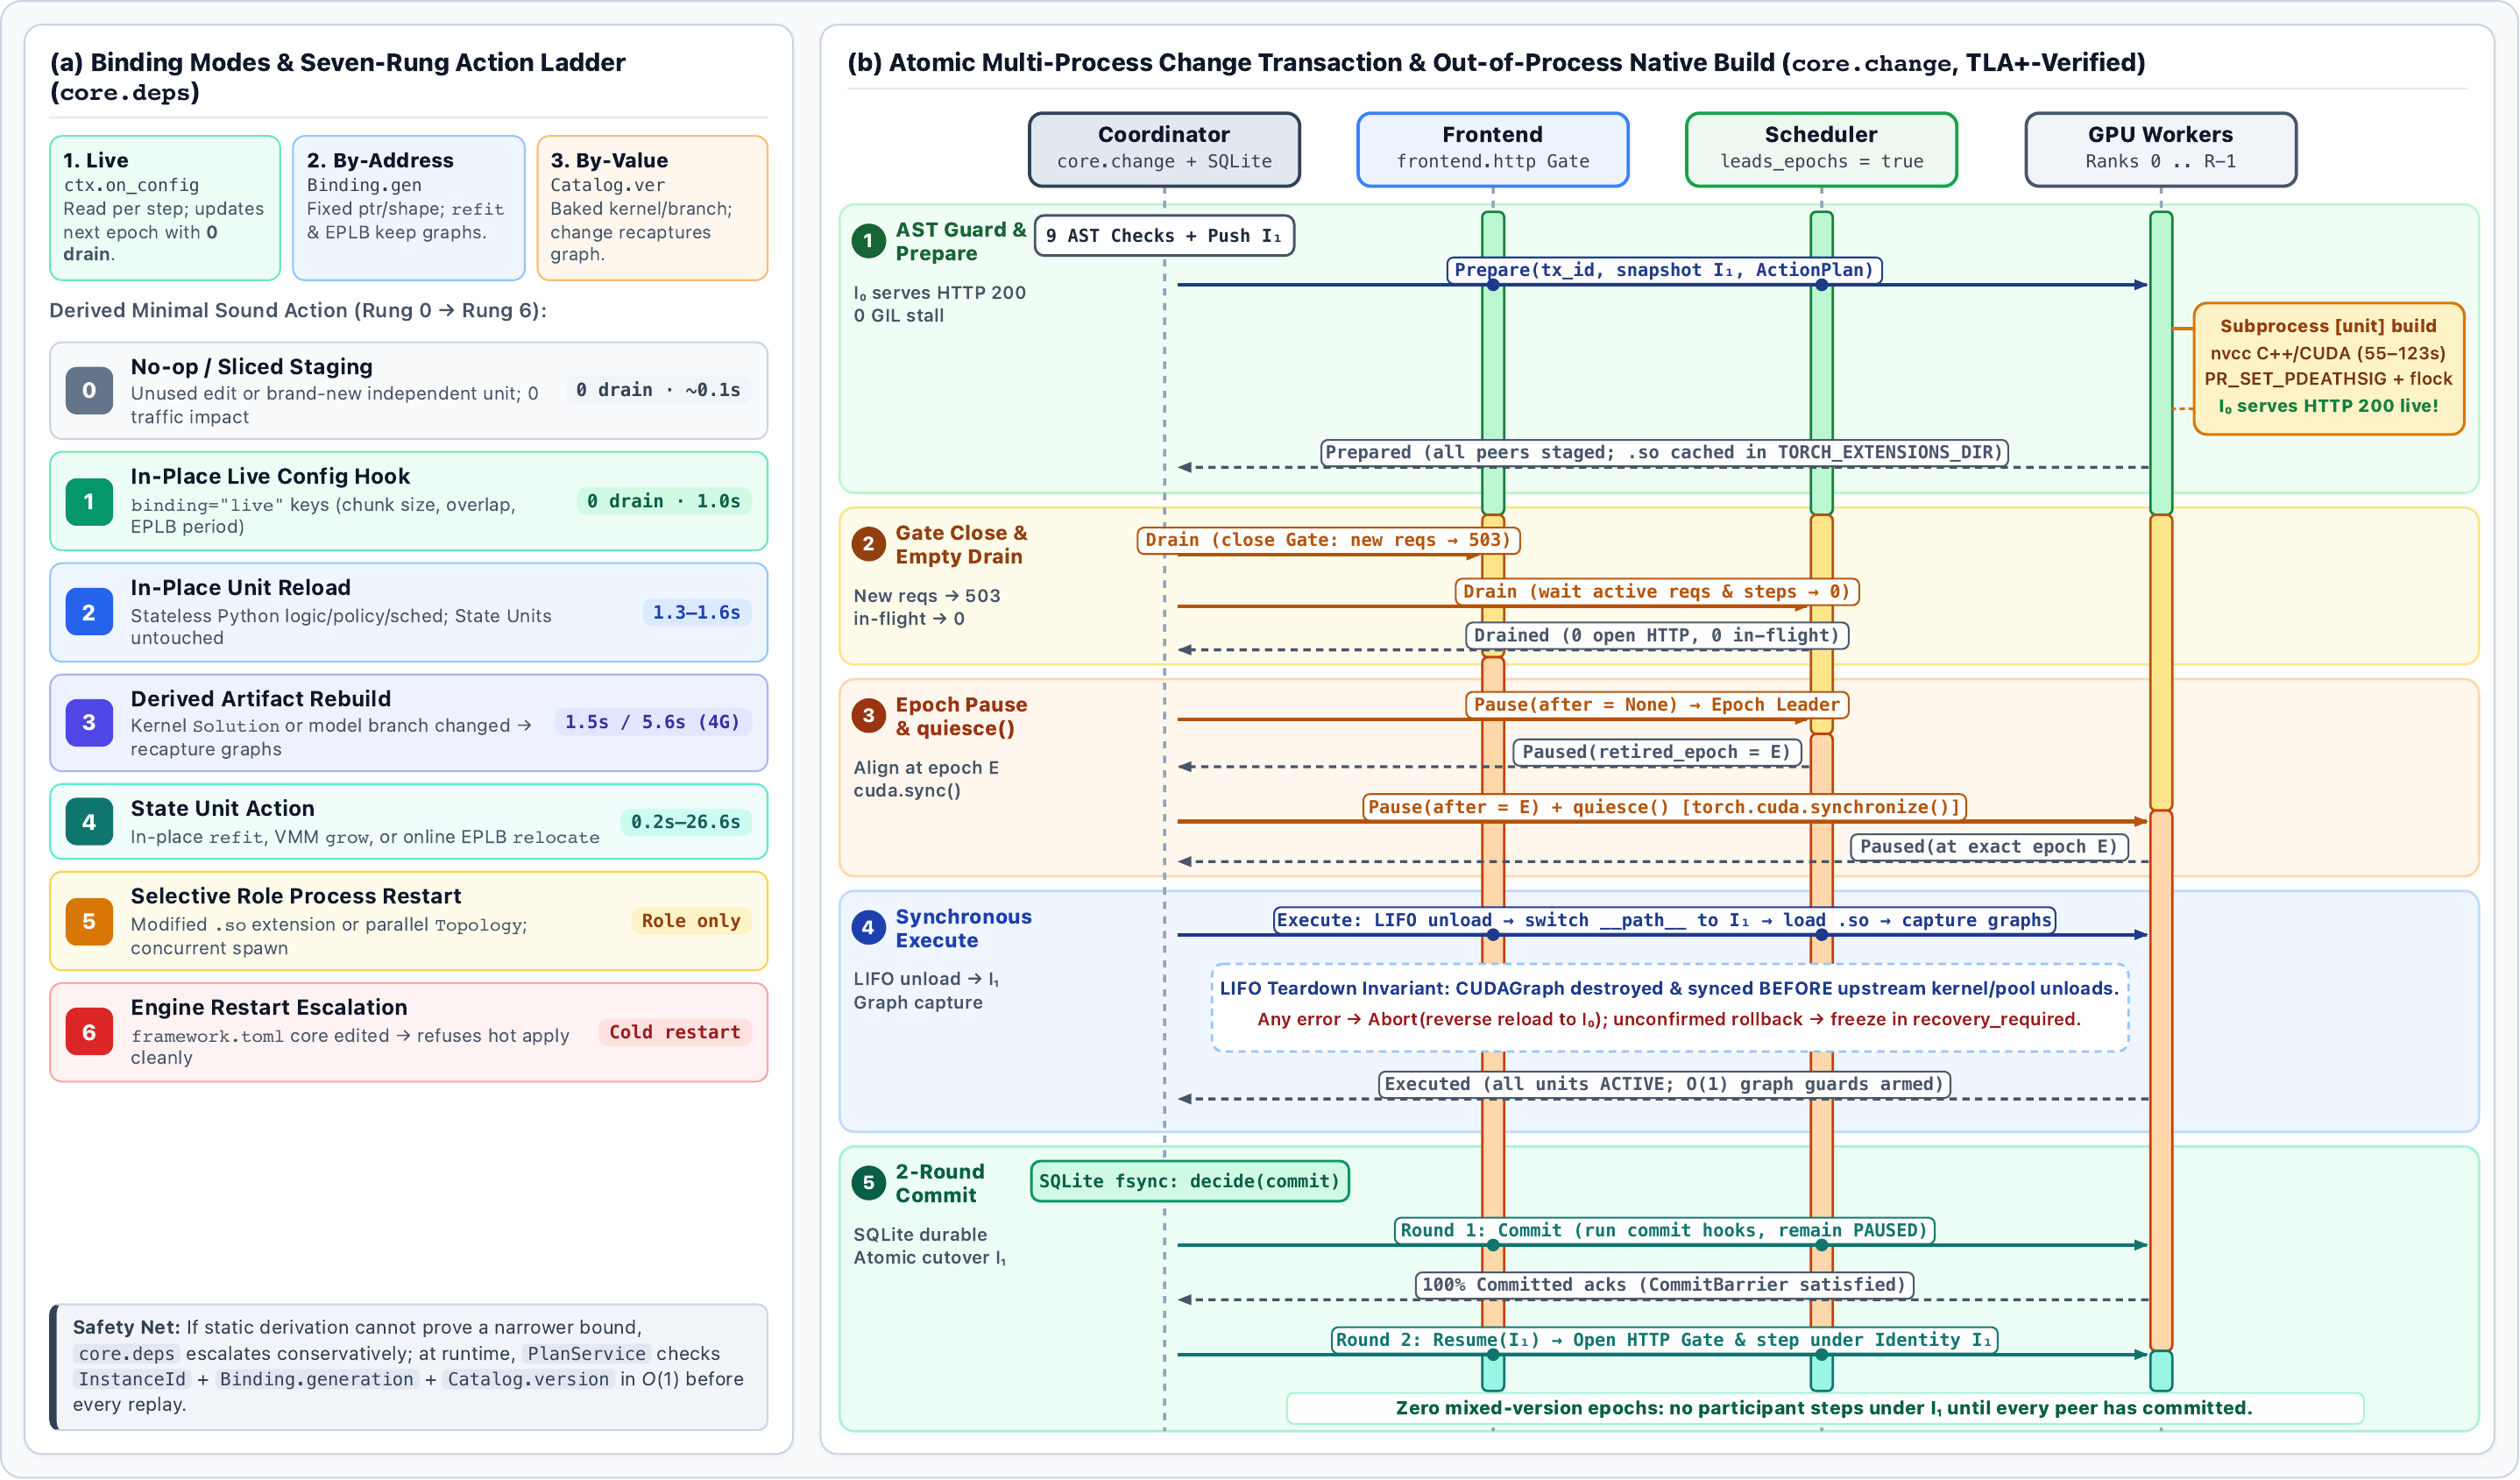 (a) Binding Modes & Seven-Rung Action Ladder
(core.deps)
1. Live
ctx.on_config
Read per step; updates
next epoch with 0
drain.
2. By-Address
Binding.gen
Fixed ptr/shape; refit
& EPLB keep graphs.
3. By-Value
Catalog.ver
Baked kernel/branch;
change recaptures
graph.
Derived Minimal Sound Action (Rung 0 → Rung 6):
0
No-op / Sliced Staging
Unused edit or brand-new independent unit; 0
traffic impact
0 drain · ~0.1s
1
In-Place Live Config Hook
binding="live" keys (chunk size, overlap,
EPLB period)
0 drain · 1.0s
2
In-Place Unit Reload
Stateless Python logic/policy/sched; State Units
untouched
1.3–1.6s
3
Derived Artifact Rebuild
Kernel Solution or model branch changed →
recapture graphs
1.5s / 5.6s (4G)
4
State Unit Action
In-place refit, VMM grow, or online EPLB relocate
0.2s–26.6s
5
Selective Role Process Restart
Modified .so extension or parallel Topology;
concurrent spawn
Role only
6
Engine Restart Escalation
framework.toml core edited → refuses hot apply
cleanly
Cold restart
Safety Net: If static derivation cannot prove a narrower bound,
core.deps escalates conservatively; at runtime, PlanService checks
InstanceId + Binding.generation + Catalog.version in O(1) before
every replay.
(b) Atomic Multi-Process Change Transaction & Out-of-Process Native Build (core.change, TLA+-Verified)
Coordinator
core.change + SQLite
Frontend
frontend.http Gate
Scheduler
leads_epochs = true
GPU Workers
Ranks 0 .. R−1
1
AST Guard &
Prepare
I₀ serves HTTP 200
0 GIL stall
9 AST Checks + Push I₁
Prepare(tx_id, snapshot I₁, ActionPlan)
Subprocess [unit] build
nvcc C++/CUDA (55–123s)
PR_SET_PDEATHSIG + flock
I₀ serves HTTP 200 live!
Prepared (all peers staged; .so cached in TORCH_EXTENSIONS_DIR)
2
Gate Close &
Empty Drain
New reqs → 503
in-flight → 0
Drain (close Gate: new reqs → 503)
Drain (wait active reqs & steps → 0)
Drained (0 open HTTP, 0 in-flight)
3
Epoch Pause
& quiesce()
Align at epoch E
cuda.sync()
Pause(after = None) → Epoch Leader
Paused(retired_epoch = E)
Pause(after = E) + quiesce() [torch.cuda.synchronize()]
Paused(at exact epoch E)
4
Synchronous
Execute
LIFO unload → I₁
Graph capture
Execute: LIFO unload → switch __path__ to I₁ → load .so → capture graphs
LIFO Teardown Invariant: CUDAGraph destroyed & synced BEFORE upstream kernel/pool unloads.
Any error → Abort(reverse reload to I₀); unconfirmed rollback → freeze in recovery_required.
Executed (all units ACTIVE; O(1) graph guards armed)
5
2-Round
Commit
SQLite durable
Atomic cutover I₁
SQLite fsync: decide(commit)
Round 1: Commit (run commit hooks, remain PAUSED)
100% Committed acks (CommitBarrier satisfied)
Round 2: Resume(I₁) → Open HTTP Gate & step under Identity I₁
Zero mixed-version epochs: no participant steps under I₁ until every peer has committed.